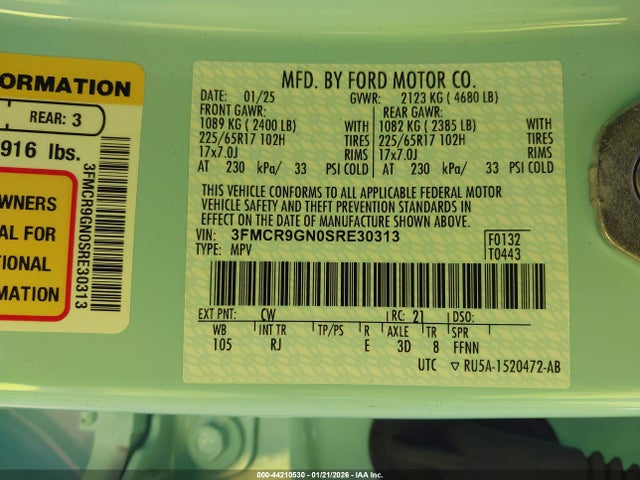 ORMATION
REAR: 3
916 lbs.
WNERS
AL FOR
TIONAL
MATION
3FMCR9GN0SRE30313
MFD. BY FORD MOTOR CO.
DATE: 01/25 GVWR: 2123 KG ( 4680 LB)
FRONT GAWR: REAR GAWR:
1089 KG ( 2400 LB) WITH 1082 KG ( 2385 LB) WITH
225/65R17 102H TIRES 225/65R17 102H TIRES
17x7.0J RIMS 17x7.0J RIMS
AT 230 kPa/ 33 PSI COLD AT 230 kPa/ 33 PSI COLD
THIS VEHICLE CONFORMS TO ALL APPLICABLE FEDERAL MOTOR
VEHICLE SAFETY AND THEFT PREVENTION STANDARDS IN
EFFECT ON THE DATE OF MANUFACTURE SHOWN ABOVE.
VIN: 3FMCR9GN0SRE30313 F0132
TYPE: MPV T0443
EXT PNT: CW RC: 21 DSO:
WB INT TR TP/PS R AXLE TR SPR
105 RJ E 3D 8 FFNN
UTC ▽ RU5A-1520472-AB
000-44210530 - 01/21/2026 - IAA Inc.